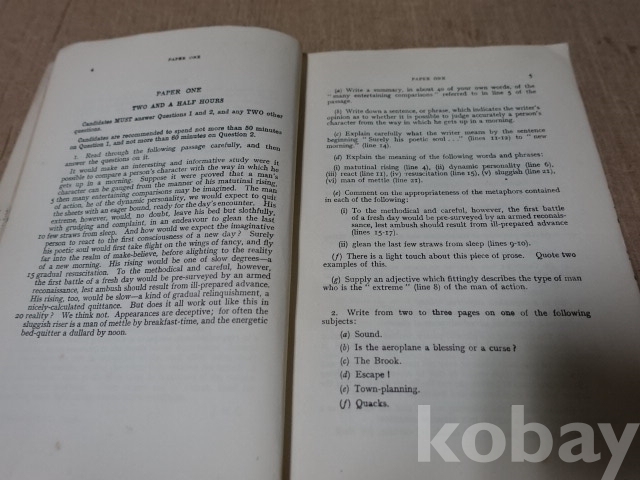 4
PAPER ONE
PAPER ONE
TWO AND A HALF HOURS
Candidates MUST answer Questions 1 and 2, and any TWO other
questions.
Candidates are recommended to spend not more than 50 minutes
on Question 1, and not more than 60 minutes on Question 2.
1. Read through the following passage carefully, and then
answer the questions on it.
It would make an interesting and informative study were it
possible to compare a person's character with the way in which he
gets up in a morning. Suppose it were proved that a man's
character can be gauged from the manner of his matutinal rising,
5 then many entertaining comparisons may be imagined. The man
of action, he of the dynamic personality, we would expect to quit
the sheets with an eager bound, ready for the day's encounter. His
extreme, would, no doubt, leave his bed but slothfully,
with grudging and complaint, in an endeavour to glean the last
10 few straws from sleep. And how would we expect the imaginative
person to react to the first consciousness of a new day? Surely
his poetic soul would first take flight on the wings of fancy, and fly
far into the realm of make-believe, before alighting to the reality
of a new morning. His rising would be one of slow degrees—a
15 gradual resuscitation. To the methodical and careful, however,
the first battle of a fresh day would be pre-surveyed by an armed
reconnaissance, lest ambush should result from ill-prepared advance.
His rising, too, would be slow—a kind of gradual relinquishment, a
nicely-calculated quittance. But does it all work out like this in
20 reality? We think not. Appearances are deceptive; for often the
sluggish riser is a man of mettle by breakfast-time, and the energetic
bed-quitter a dullard by noon.
PAPER ONE
5
(a) Write a summary, in about 40 of your own words, of the
"many entertaining comparisons" referred to in line 5 of the
passage.
(b) Write down a sentence, or phrase, which indicates the writer's
opinion as to whether it is possible to judge accurately a person's
character from the way in which he gets up in a morning.
(c) Explain carefully what the writer means by the sentence
beginning "Surely his poetic soul . . ." (lines 11-12) to "new
morning." (line 14).
(d) Explain the meaning of the following words and phrases:
(i) matutinal rising (line 4), (ii) dynamic personality (line 6),
(iii) react (line 11), (iv) resuscitation (line 15), (v) sluggish (line 21),
(vi) man of mettle (line 21).
(e) Comment on the appropriateness of the metaphors contained
in each of the following:
(i) To the methodical and careful, however, the first battle
of a fresh day would be pre-surveyed by an armed reconnais-
sance, lest ambush should result from ill-prepared advance
(lines 15-17).
(ii) glean the last few straws from sleep (lines 9-10).
(f) There is a light touch about this piece of prose. Quote two
examples of this.
(g) Supply an adjective which fittingly describes the type of man
who is the "extreme" (line 8) of the man of action.
2. Write from two to three pages on one of the following
subjects:
(a) Sound.
(b) Is the aeroplane a blessing or a curse?
(c) The Brook.
(d) Escape!
(e) Town-planning.
(f) Quacks.
kobay